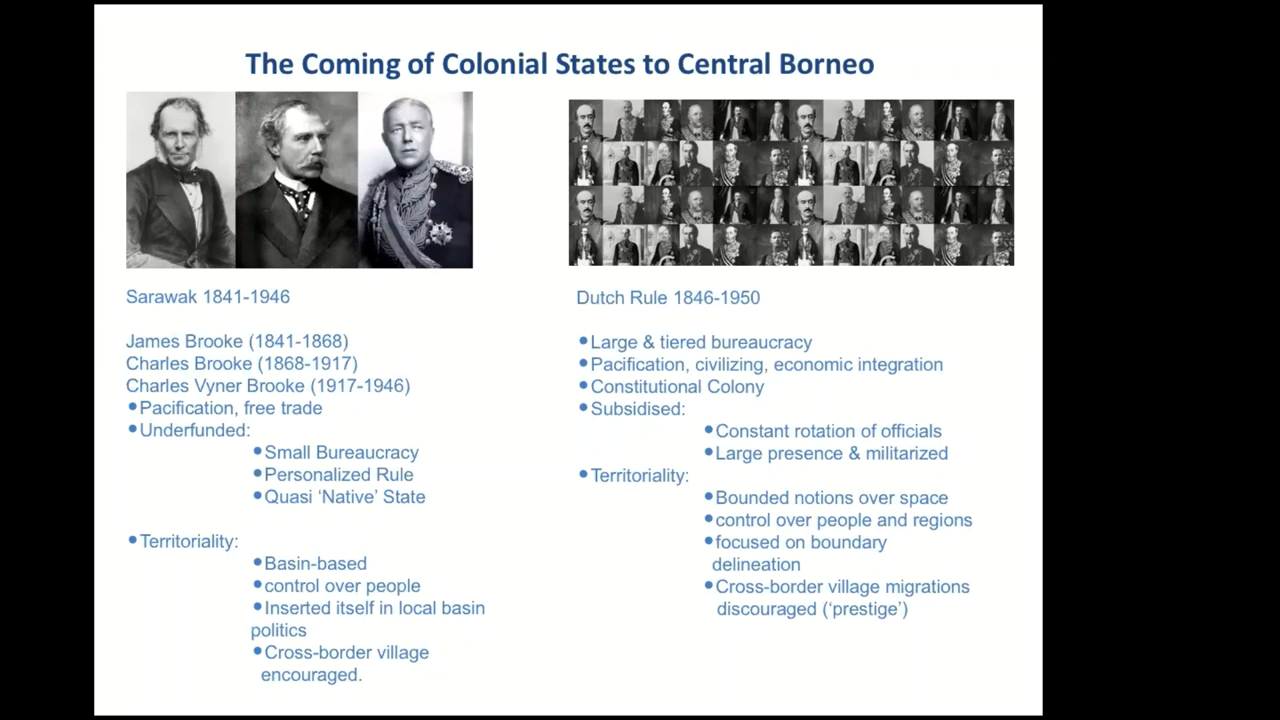 The Coming of Colonial States to Central Borneo
Sarawak 1841-1946
James Brooke (1841-1868)
Charles Brooke (1868-1917)
Charles Vyner Brooke (1917-1946)
•Pacification, free trade
•Underfunded:
•Small Bureaucracy
•Personalized Rule
•Quasi ‘Native’ State
•Territoriality:
•Basin-based
•control over people
•Inserted itself in local basin
politics
•Cross-border village
encouraged.
Dutch Rule 1846-1950
•Large & tiered bureaucracy
•Pacification, civilizing, economic integration
•Constitutional Colony
•Subsidised:
•Constant rotation of officials
•Large presence & militarized
•Territoriality:
•Bounded notions over space
•control over people and regions
•focused on boundary
delineation
•Cross-border village migrations
discouraged (‘prestige’)